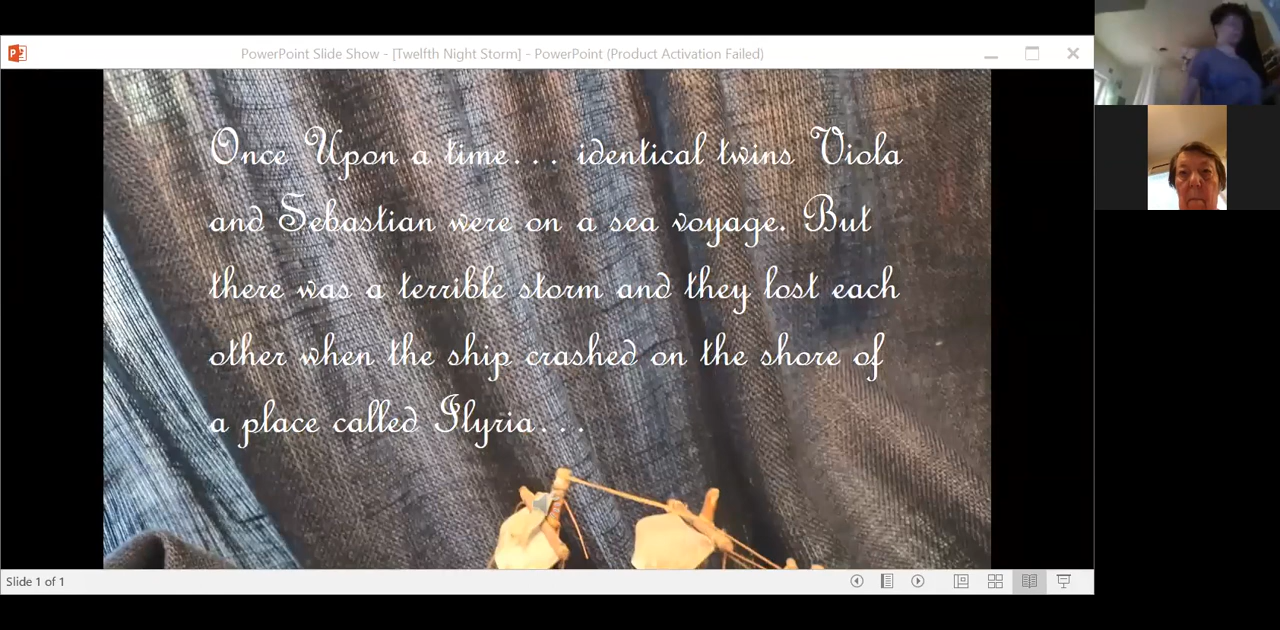 PowerPoint Slide Show - [Twelfth Night Storm] - PowerPoint (Product Activation Failed)
Once Upon a time... identical twins Viola
and Sebastian were on a sea voyage. But
there was a terrible storm and they lost each
other when the ship crashed on the shore of
a place called Ilyria...
Slide 1 of 1